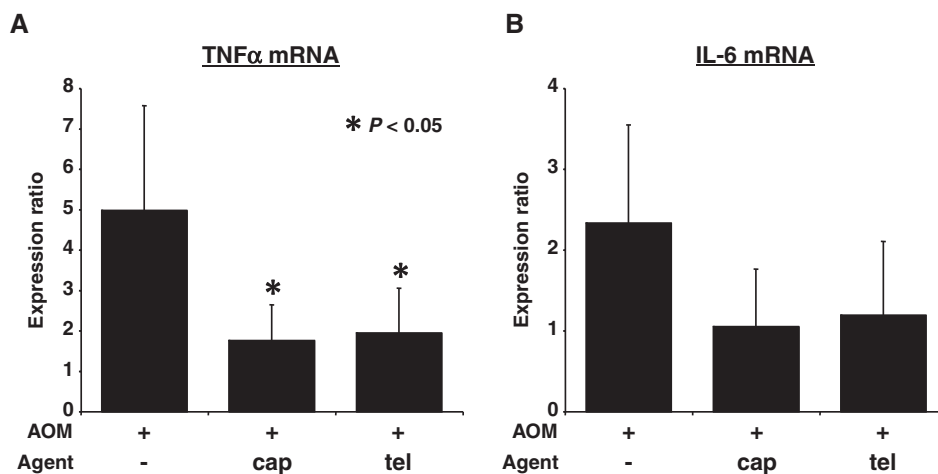 A
TNFα mRNA
Expression ratio
8
7
6
5
4
3
2
1
0
* P < 0.05
*
*
AOM + + +
Agent - cap tel
B
IL-6 mRNA
Expression ratio
4
3
2
1
0
AOM + + +
Agent - cap tel